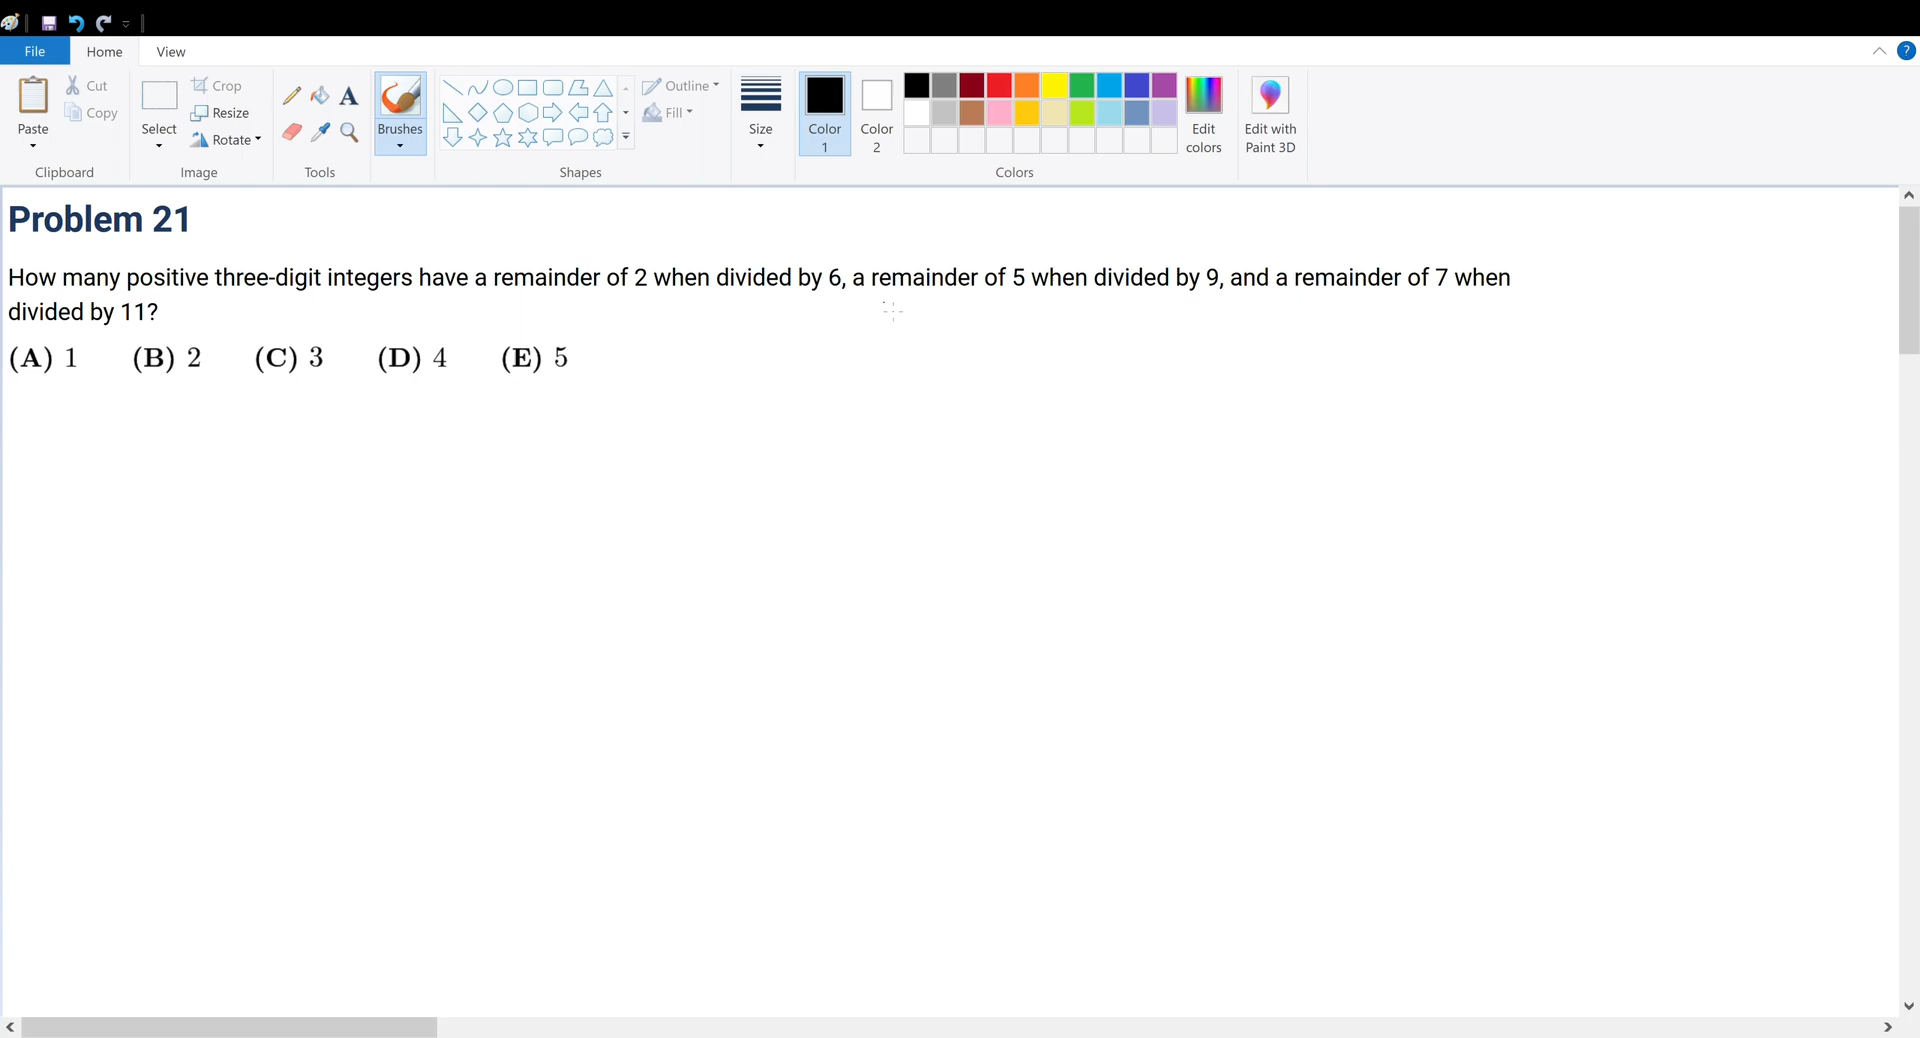 File Home View ?
Paste Cut Copy Clipboard
Select Crop Resize Rotate Image
A Tools
Brushes
Shapes Outline Fill
Size
Color 1 Color 2 Edit colors Colors
Edit with Paint 3D
Problem 21
How many positive three-digit integers have a remainder of 2 when divided by 6, a remainder of 5 when divided by 9, and a remainder of 7 when
divided by 11?
(A) 1 (B) 2 (C) 3 (D) 4 (E) 5